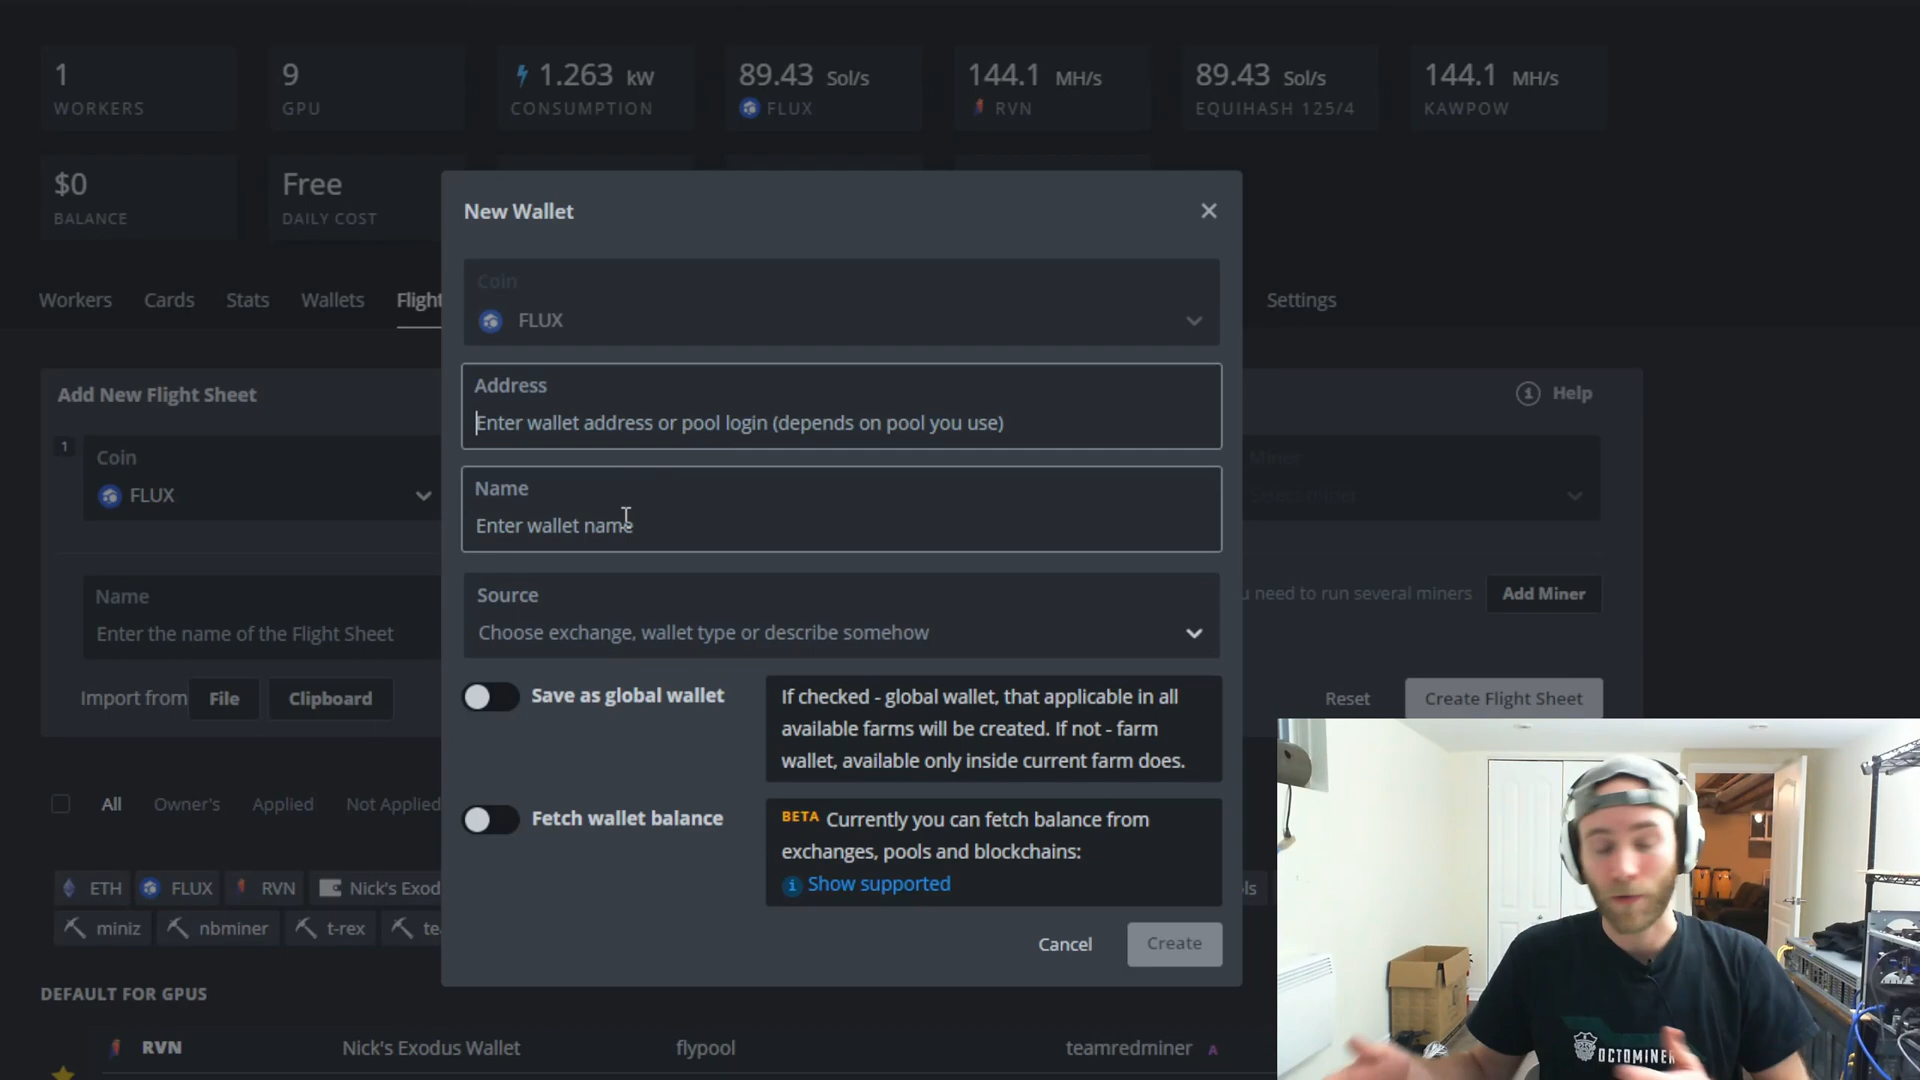 1
WORKERS
9
GPU
1.263 kW
CONSUMPTION
89.43 Sol/s
FLUX
144.1 MH/s
RVN
89.43 Sol/s
EQUIHASH 125/4
144.1 MH/s
KAWPOW
$0
BALANCE
Free
DAILY COST
Workers Cards Stats Wallets Flight Settings
New Wallet
Coin
FLUX
Address
Enter wallet address or pool login (depends on pool you use)
Name
Enter wallet name
Source
Choose exchange, wallet type or describe somehow
Save as global wallet
If checked - global wallet, that applicable in all
available farms will be created. If not - farm
wallet, available only inside current farm does.
Fetch wallet balance
BETA Currently you can fetch balance from
exchanges, pools and blockchains:
Show supported
Cancel Create
Add New Flight Sheet
Help
1
Coin
FLUX
Miner
Select miner
Name
Enter the name of the Flight Sheet
need to run several miners Add Miner
Import from File Clipboard
Reset Create Flight Sheet
All Owner's Applied Not Applied
ETH FLUX RVN Nick's Exod
miniz nbminer t-rex te
DEFAULT FOR GPUS
RVN Nick's Exodus Wallet flypool teamredminer A
OCTOMINER